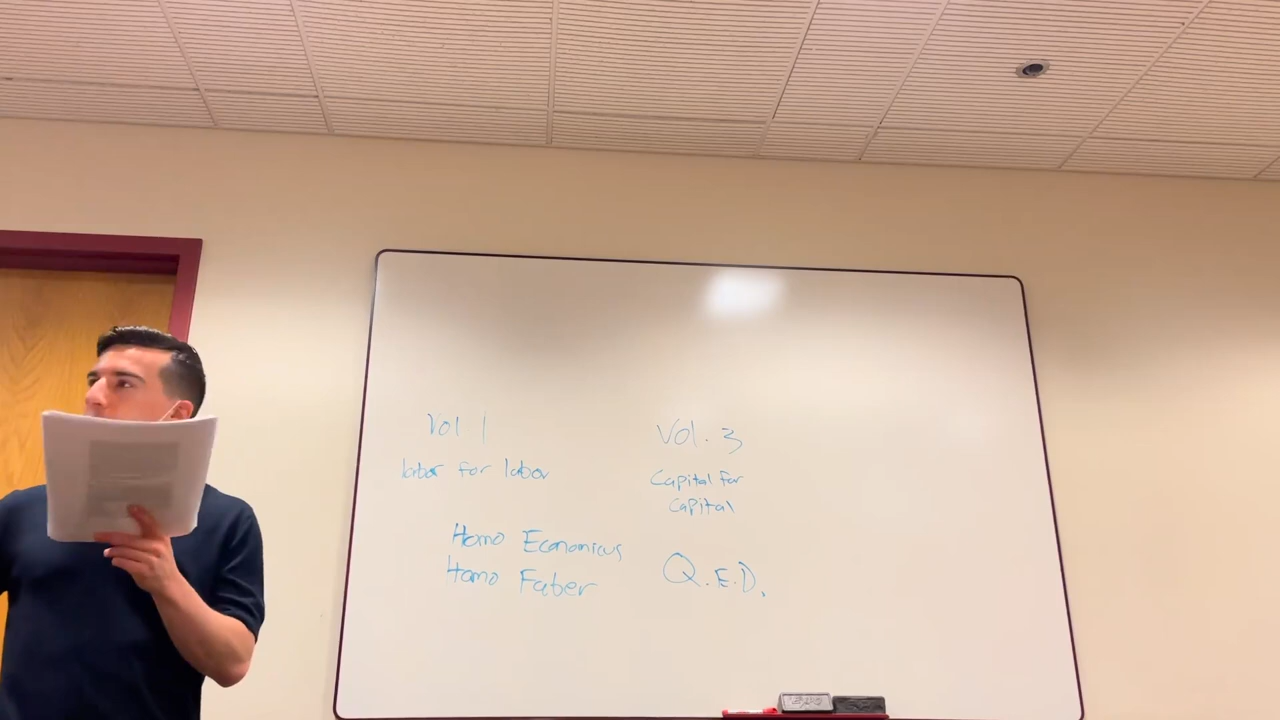 Vol 1
labor for labor
Homo Economicus
Homo Faber
Vol. 3
Capital for
Capital
Q.E.D.